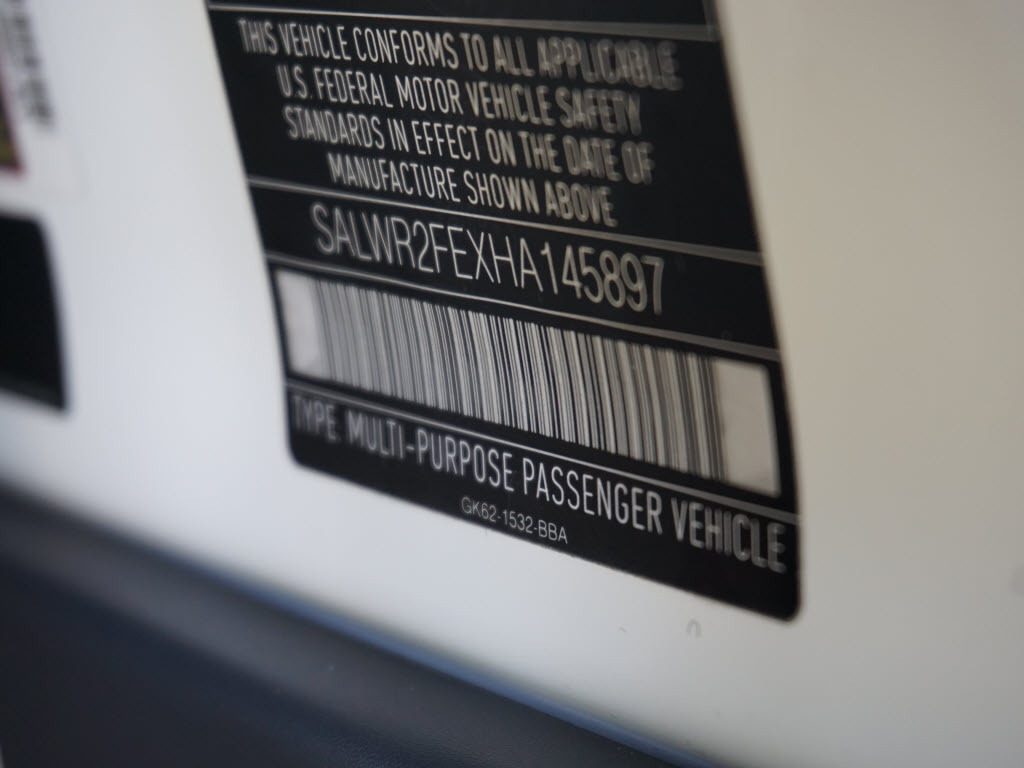 THIS VEHICLE CONFORMS TO ALL APPLICABLE
U.S. FEDERAL MOTOR VEHICLE SAFETY
STANDARDS IN EFFECT ON THE DATE OF
MANUFACTURE SHOWN ABOVE
SALWR2FEXHA145897
TYPE MULTI-PURPOSE PASSENGER VEHICLE
GK62-1532-BBA